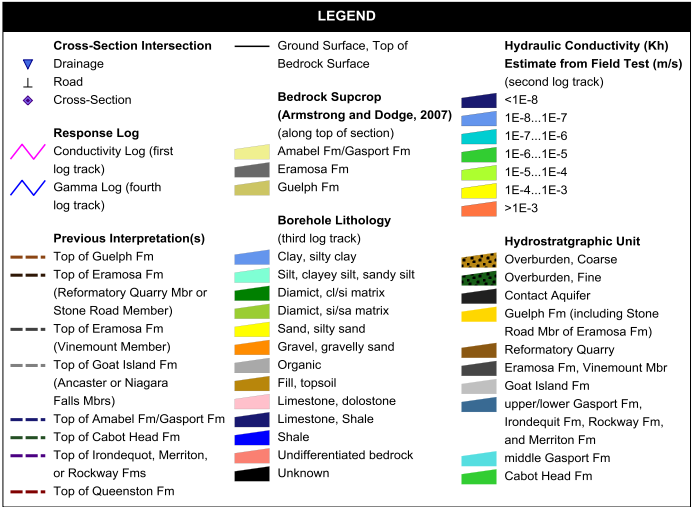 LEGEND
Cross-Section Intersection
Drainage
Road
Cross-Section
Response Log
Conductivity Log (first
log track)
Gamma Log (fourth
log track)
Previous Interpretation(s)
Top of Guelph Fm
Top of Eramosa Fm
(Reformatory Quarry Mbr or
Stone Road Member)
Top of Eramosa Fm
(Vinemount Member)
Top of Goat Island Fm
(Ancaster or Niagara
Falls Mbrs)
Top of Amabel Fm/Gasport Fm
Top of Cabot Head Fm
Top of Irondequot, Merriton,
or Rockway Fms
Top of Queenston Fm
Ground Surface, Top of
Bedrock Surface
Bedrock Supcrop
(Armstrong and Dodge, 2007)
(along top of section)
Amabel Fm/Gasport Fm
Eramosa Fm
Guelph Fm
Borehole Lithology
(third log track)
Clay, silty clay
Silt, clayey silt, sandy silt
Diamict, cl/si matrix
Diamict, si/sa matrix
Sand, silty sand
Gravel, gravelly sand
Organic
Fill, topsoil
Limestone, dolostone
Limestone, Shale
Shale
Undifferentiated bedrock
Unknown
Hydraulic Conductivity (Kh)
Estimate from Field Test (m/s)
(second log track)
<1E-8
1E-8...1E-7
1E-7...1E-6
1E-6...1E-5
1E-5...1E-4
1E-4...1E-3
>1E-3
Hydrostratgraphic Unit
Overburden, Coarse
Overburden, Fine
Contact Aquifer
Guelph Fm (including Stone
Road Mbr of Eramosa Fm)
Reformatory Quarry
Eramosa Fm, Vinemount Mbr
Goat Island Fm
upper/lower Gasport Fm,
Irondequit Fm, Rockway Fm,
and Merriton Fm
middle Gasport Fm
Cabot Head Fm